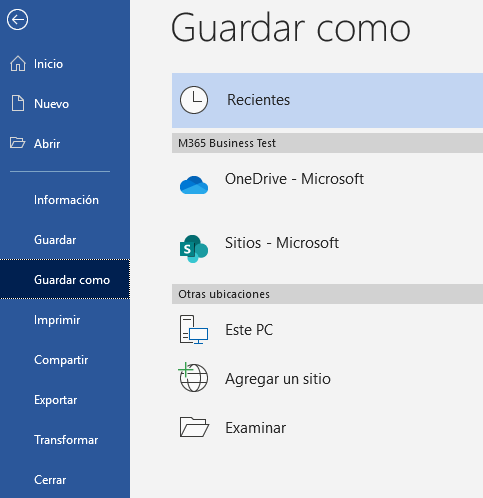 Guardar como
Inicio
Nuevo
Abrir
Información
Guardar
Guardar como
Imprimir
Compartir
Exportar
Transformar
Cerrar
Recientes
M365 Business Test
OneDrive - Microsoft
S
Sitios - Microsoft
Otras ubicaciones
Este PC
Agregar un sitio
Examinar